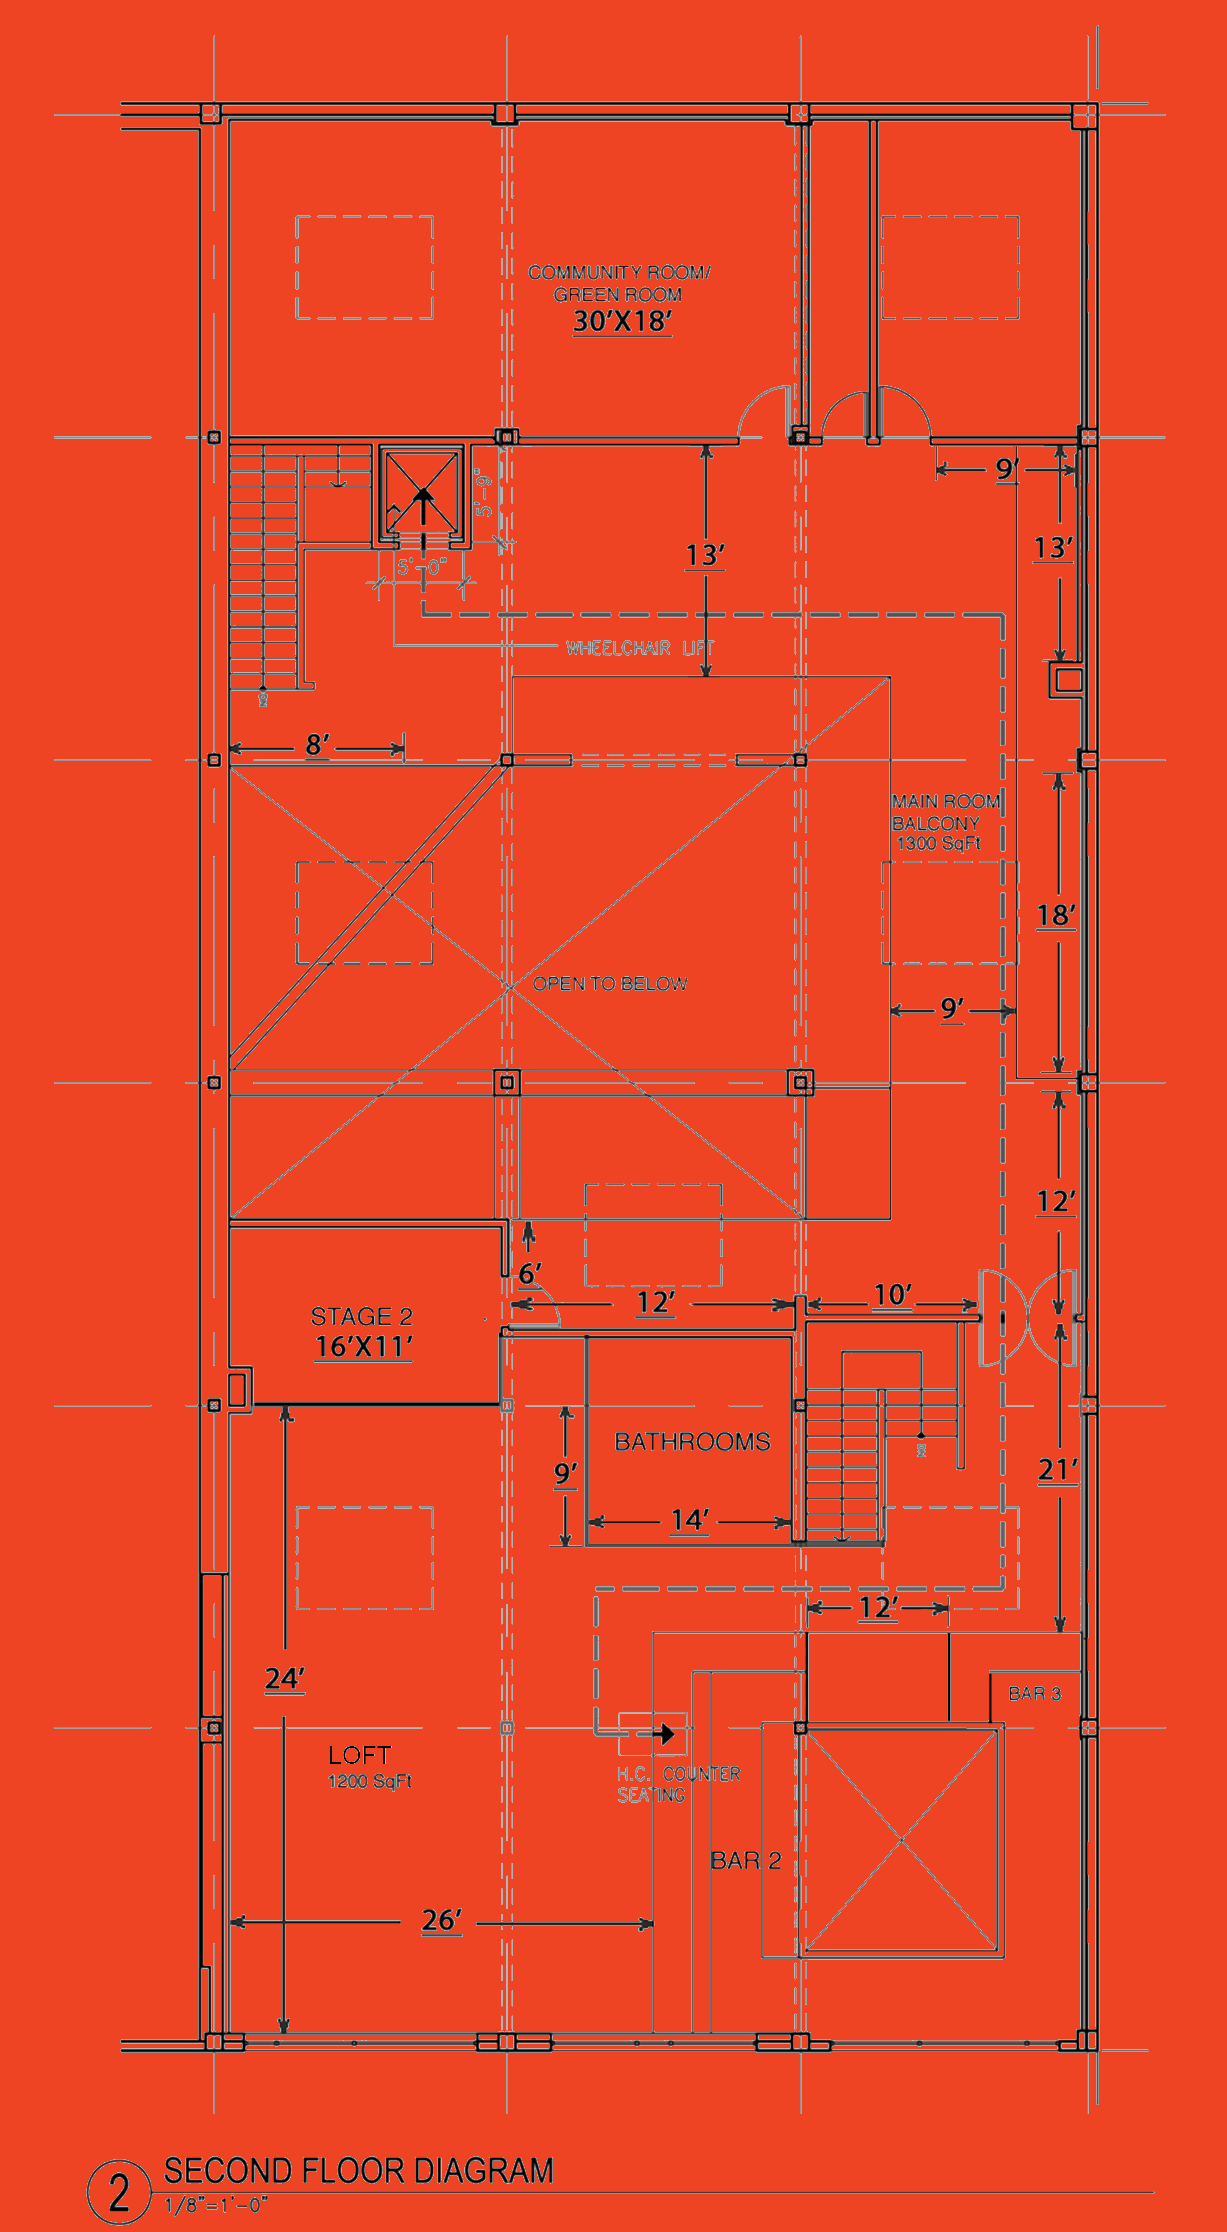 COMMUNITY ROOM/
GREEN ROOM
30'X18'
9'
5'-9"
13'
13'
5'-0"
WHEELCHAIR LIFT
8'
MAIN ROOM
BALCONY
1300 SqFt
18'
OPEN TO BELOW
9'
12'
6'
12'
10'
STAGE 2
16'X11'
BATHROOMS
9'
21'
14'
12'
24'
BAR 3
LOFT
1200 SqFt
H.C. COUNTER
SEATING
BAR 2
26'
2
SECOND FLOOR DIAGRAM
1/8"=1'-0"